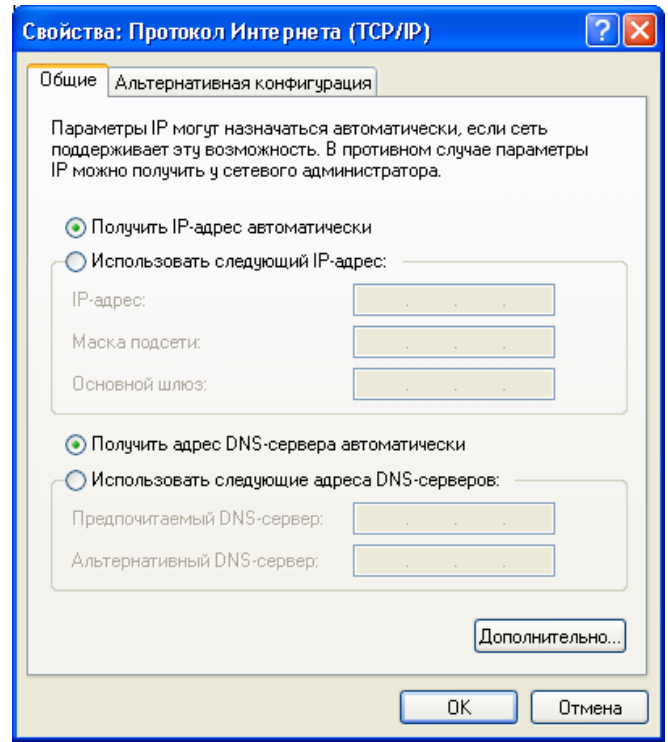 Свойства: Протокол Интернета (TCP/IP)
Общие
Альтернативная конфигурация
Параметры IP могут назначаться автоматически, если сеть
поддерживает эту возможность. В противном случае параметры
IP можно получить у сетевого администратора.
Получить IP-адрес автоматически
Использовать следующий IP-адрес:
IP-адрес:
Маска подсети:
Основной шлюз:
Получить адрес DNS-сервера автоматически
Использовать следующие адреса DNS-серверов:
Предпочитаемый DNS-сервер:
Альтернативный DNS-сервер:
Дополнительно...
OK
Отмена